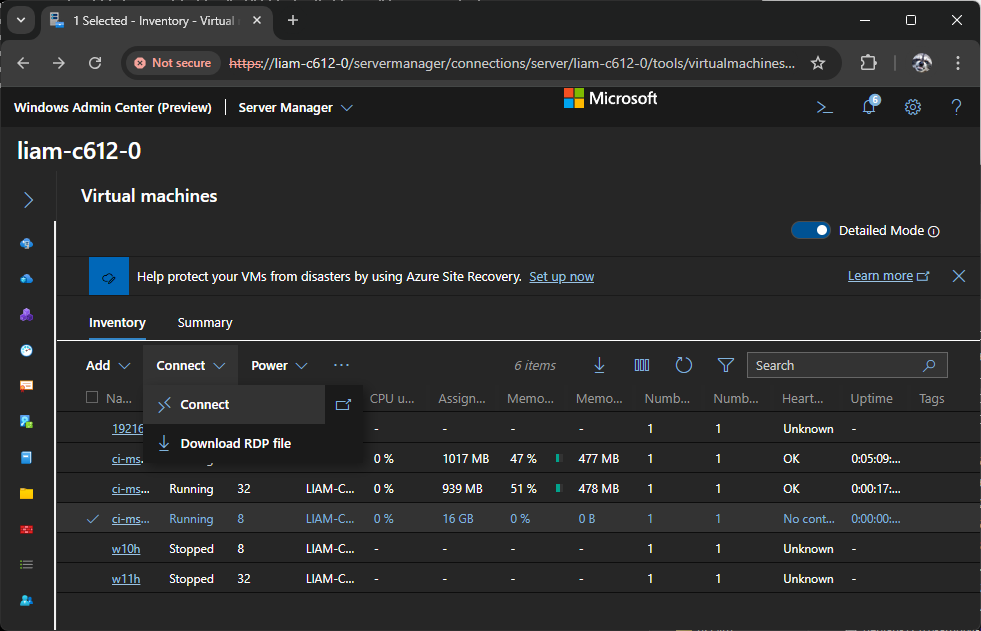 1 Selected - Inventory - Virtual
Not secure https://liam-c612-0/servermanager/connections/server/liam-c612-0/tools/virtualmachines...
Windows Admin Center (Preview) Server Manager Microsoft 6
liam-c612-0
Virtual machines
Detailed Mode
Help protect your VMs from disasters by using Azure Site Recovery. Set up now Learn more
Inventory Summary
Add Connect Power ... 6 items Search
Na... CPU u... Assign... Memo... Memo... Numb... Numb... Heart... Uptime Tags
Connect
Download RDP file
19216 - - - - 1 1 Unknown -
ci-ms. 0 % 1017 MB 47 % 477 MB 1 1 OK 0:05:09:...
ci-ms... Running 32 LIAM-C... 0 % 939 MB 51 % 478 MB 1 1 OK 0:00:17:...
ci-ms... Running 8 LIAM-C... 0 % 16 GB 0 % 0 B 1 1 No cont... 0:00:00:...
w10h Stopped 8 LIAM-C... - - - - 1 1 Unknown -
w11h Stopped 32 LIAM-C... - - - - 1 1 Unknown -